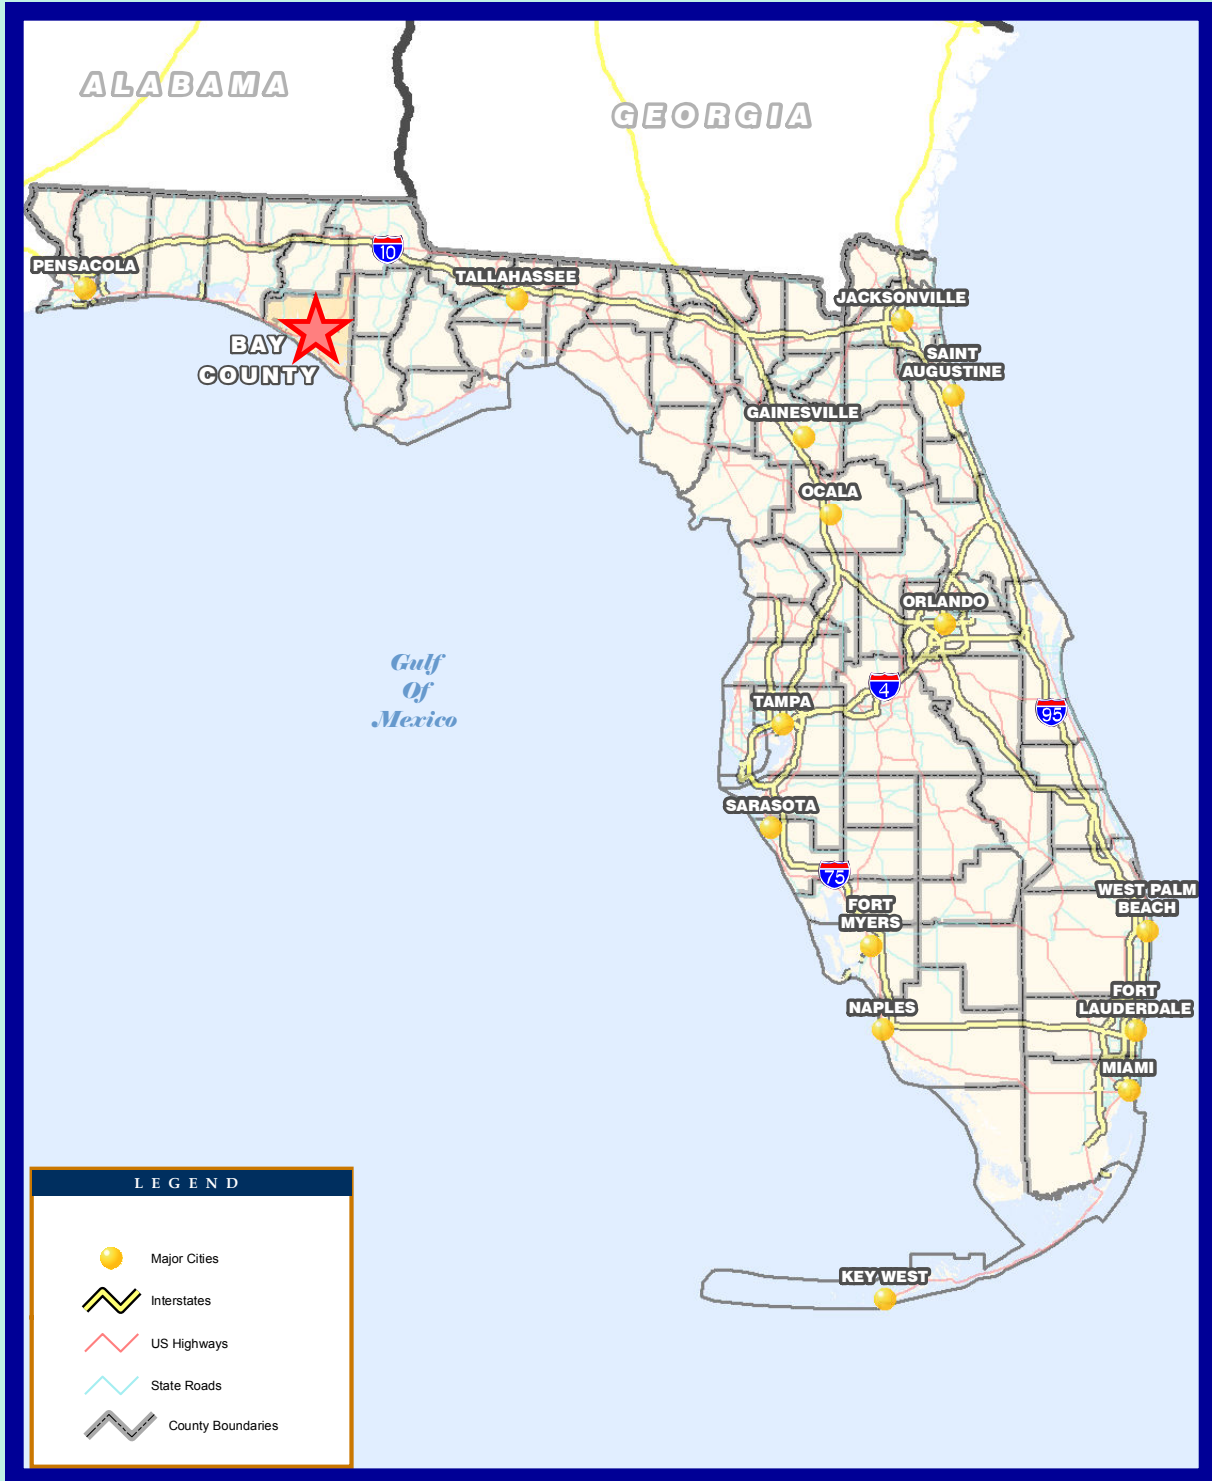 ALABAMA
GEORGIA
10
PENSACOLA
TALLAHASSEE
JACKSONVILLE
BAY
COUNTY
SAINT
AUGUSTINE
GAINESVILLE
OCALA
ORLANDO
Gulf
Of
Mexico
4
TAMPA
95
SARASOTA
75
WEST PALM
BEACH
FORT
MYERS
FORT
LAUDERDALE
NAPLES
MIAMI
KEY WEST
LEGEND
Major Cities
Interstates
US Highways
State Roads
County Boundaries